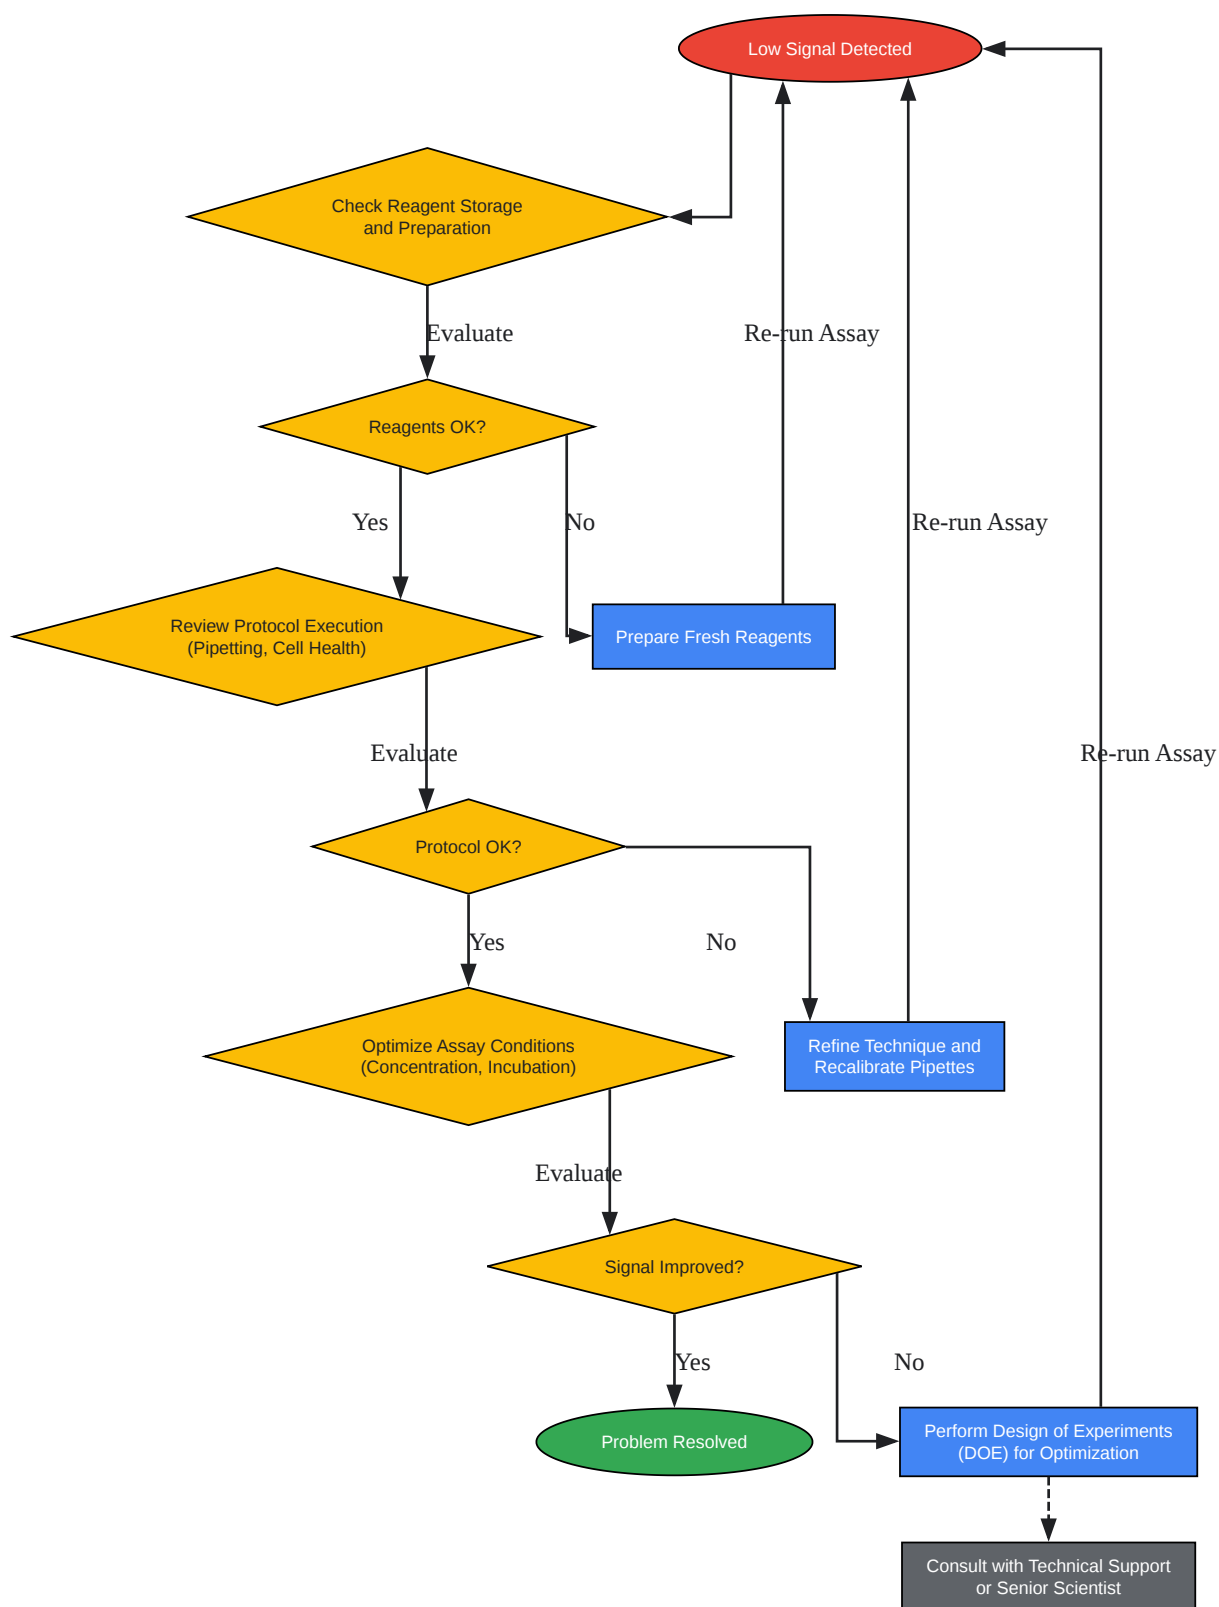 Low Signal Detected
Check Reagent Storage
and Preparation
Evaluate
Re-run Assay
Reagents OK?
Yes
No
Re-run Assay
Review Protocol Execution
(Pipetting, Cell Health)
Prepare Fresh Reagents
Evaluate
Re-run Assay
Protocol OK?
Yes
No
Optimize Assay Conditions
(Concentration, Incubation)
Refine Technique and
Recalibrate Pipettes
Evaluate
Signal Improved?
Yes
No
Problem Resolved
Perform Design of Experiments
(DOE) for Optimization
Consult with Technical Support
or Senior Scientist